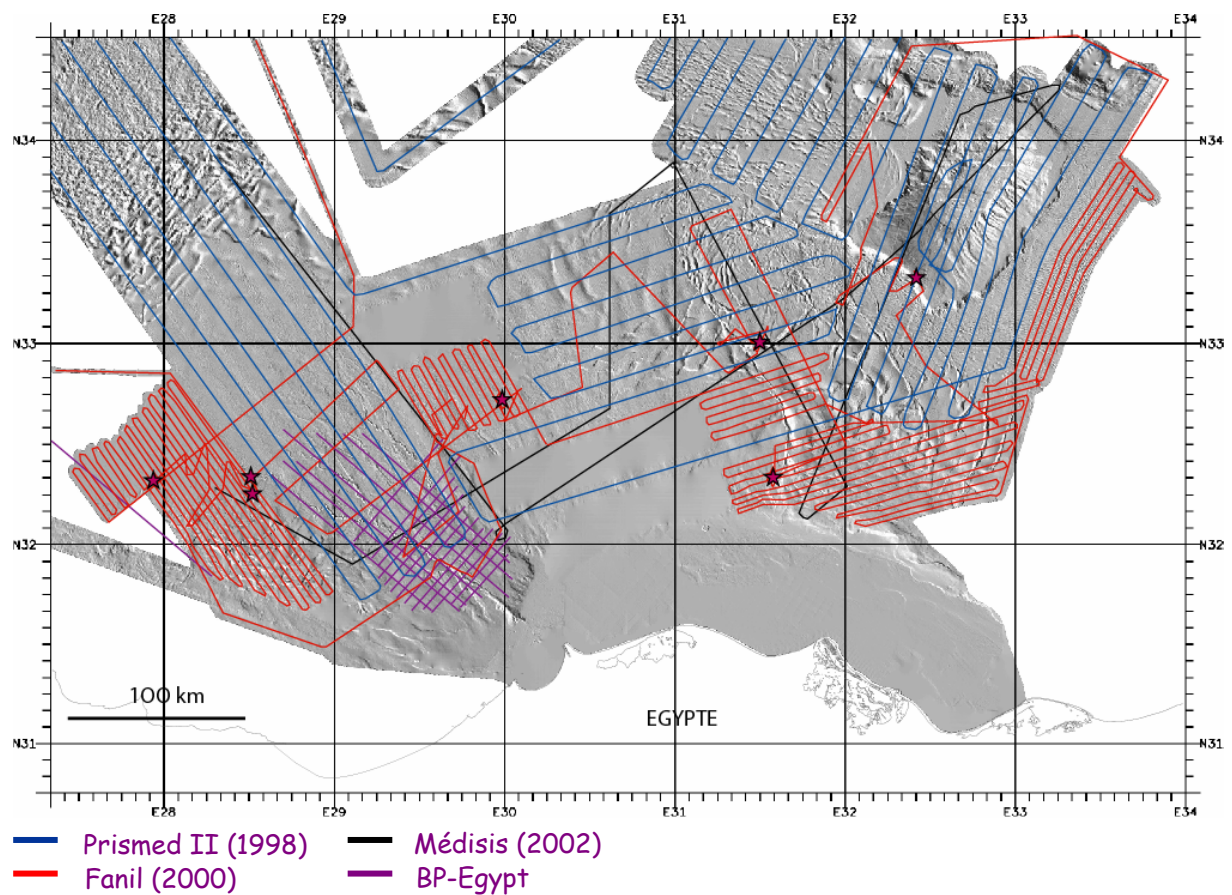 E28 E29 E30 E31 E32 E33 E34
N34 N34
N33 N33
N32 N32
100 km
EGYPTE
N31 N31
E28 E29 E30 E31 E32 E33 E34
Prismed II (1998) Médisis (2002)
Fanil (2000) BP-Egypt